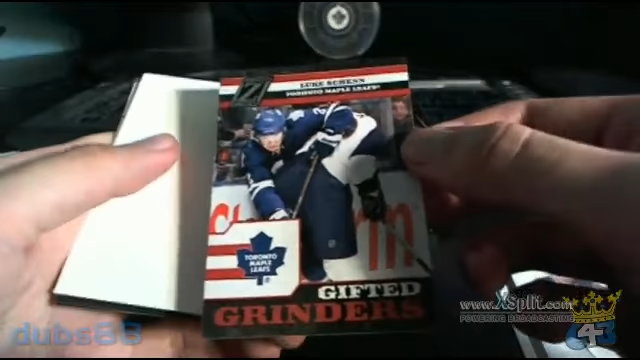 LUKE SCHENN
TORONTO MAPLE LEAFS
TORONTO
MAPLE
LEAFS
GIFTED
GRINDERS
www.XSplit.com
POWERING BROADCASTING
dubs88
43